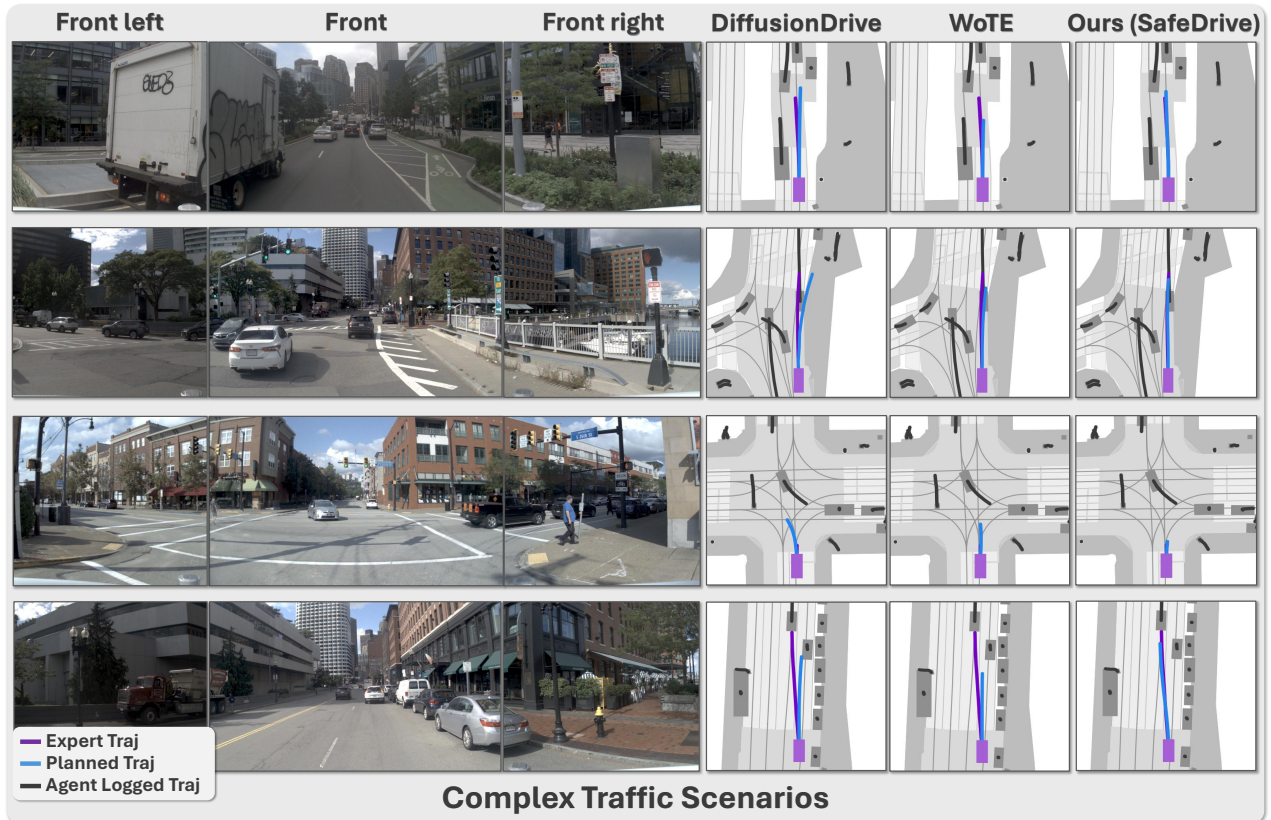 Front left
Front
Front right
DiffusionDrive
WoTE
Ours (SafeDrive)
Expert Traj
Planned Traj
Agent Logged Traj
Complex Traffic Scenarios